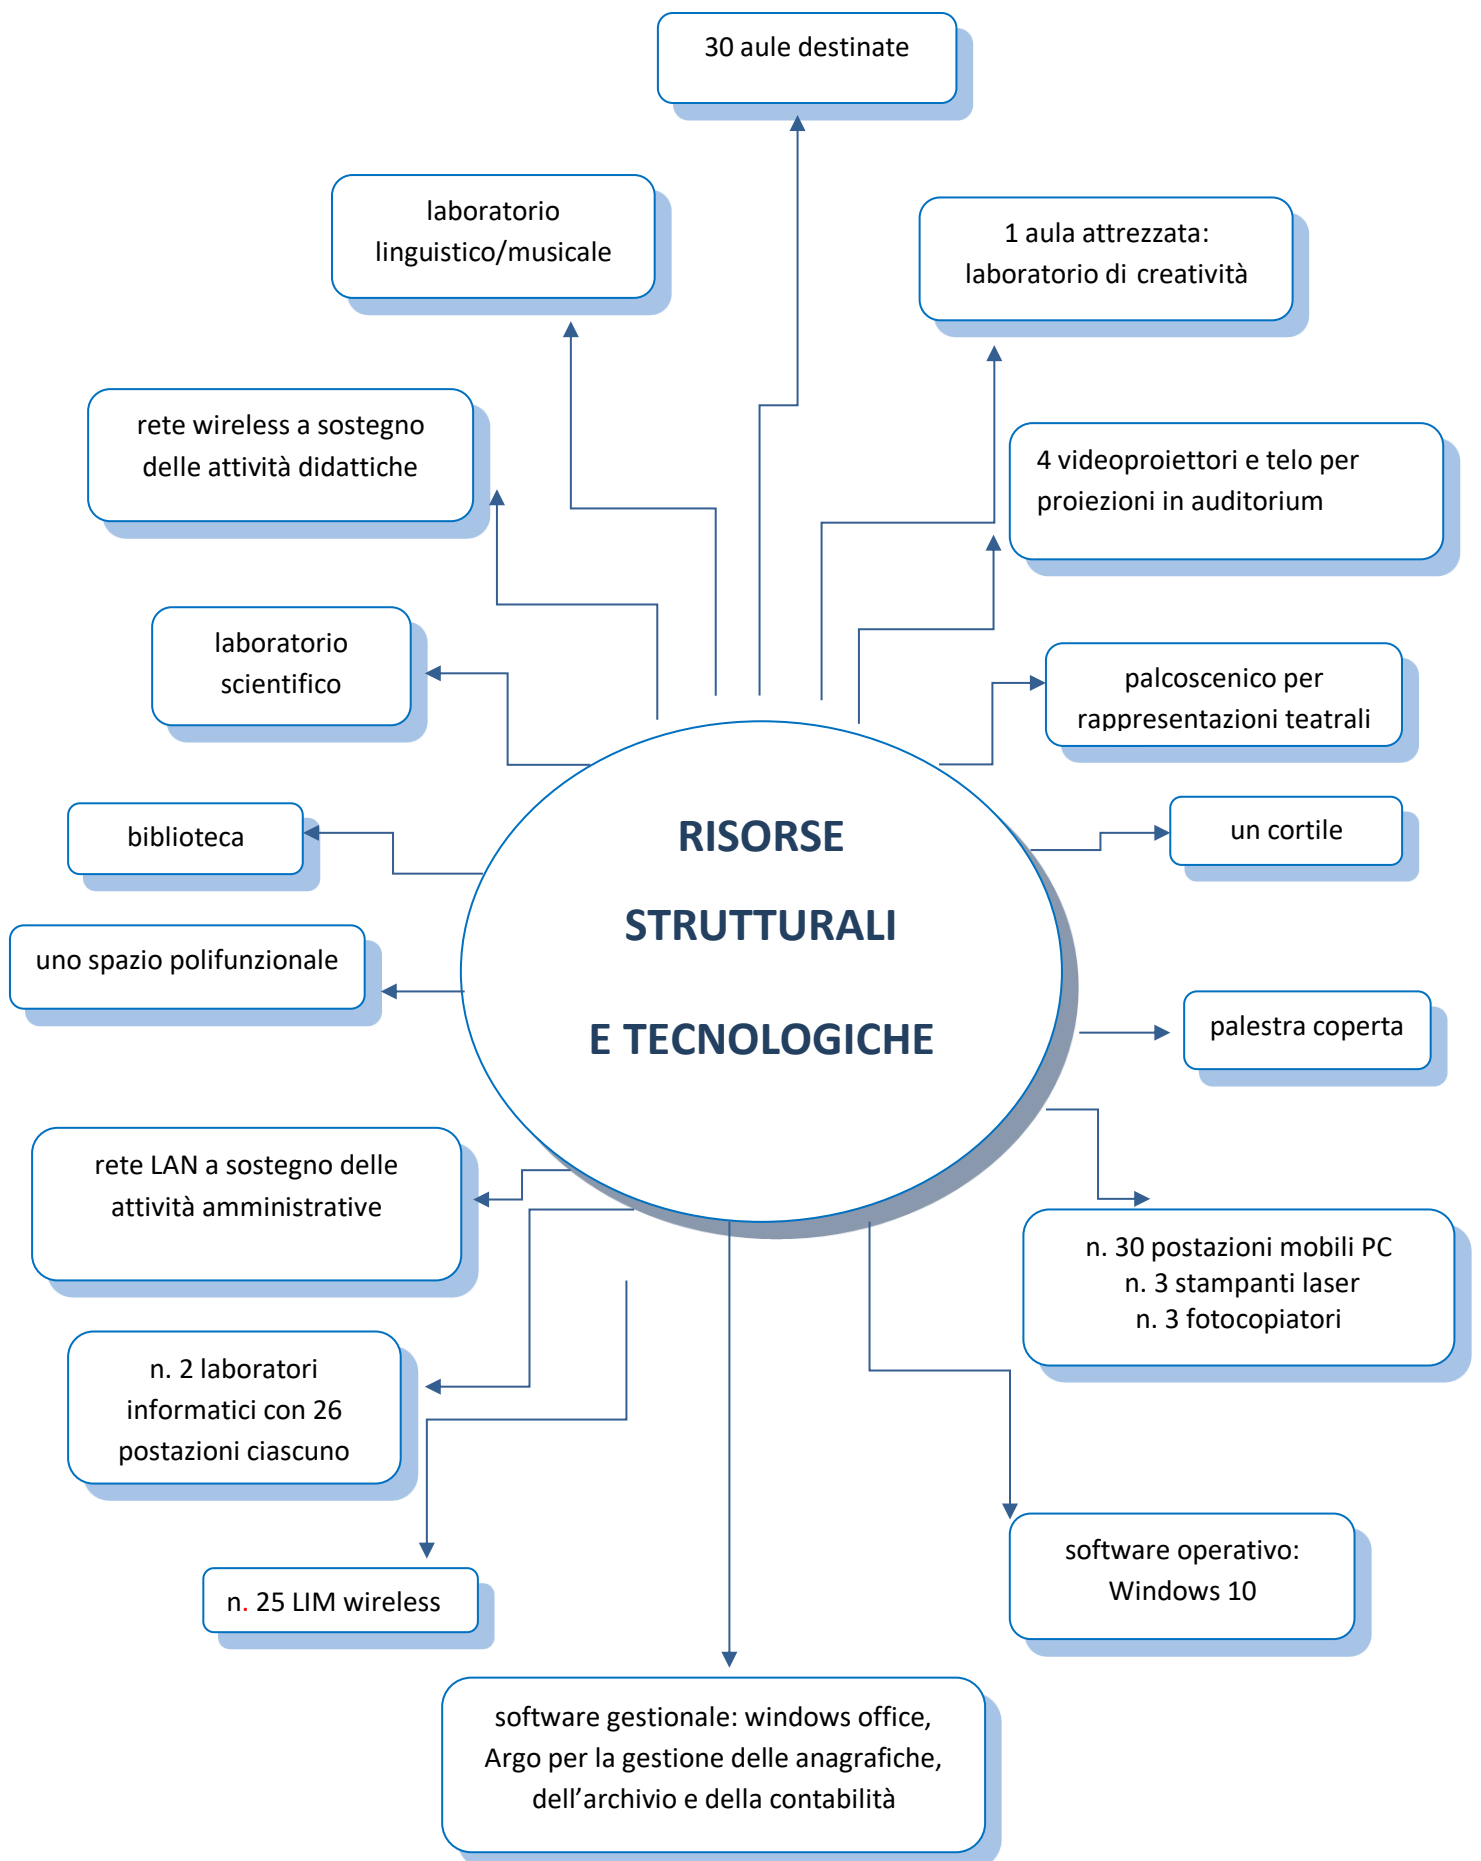 30 aule destinate
laboratorio
linguistico/musicale
1 aula attrezzata:
laboratorio di creatività
rete wireless a sostegno
delle attività didattiche
4 videoproiettori e telo per
proiezioni in auditorium
laboratorio
scientifico
palcoscenico per
rappresentazioni teatrali
biblioteca
un cortile
RISORSE
STRUTTURALI
E TECNOLOGICHE
uno spazio polifunzionale
palestra coperta
rete LAN a sostegno delle
attività amministrative
n. 30 postazioni mobili PC
n. 3 stampanti laser
n. 3 fotocopiatori
n. 2 laboratori
informatici con 26
postazioni ciascuno
software operativo:
Windows 10
n. 25 LIM wireless
software gestionale: windows office,
Argo per la gestione delle anagrafiche,
dell’archivio e della contabilità